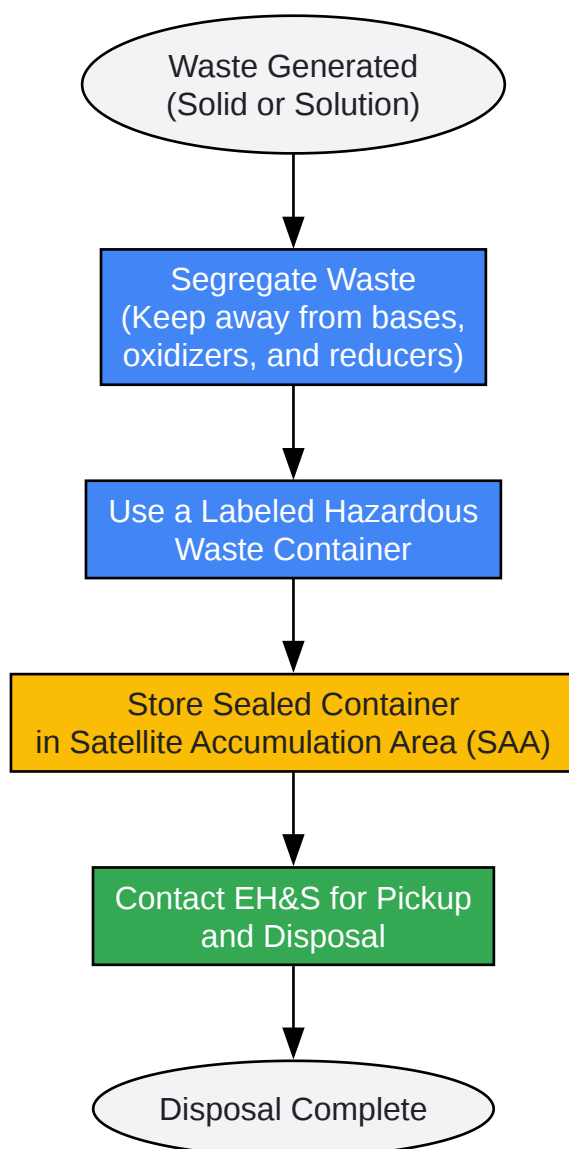 Waste Generated
(Solid or Solution)
Segregate Waste
(Keep away from bases,
oxidizers, and reducers)
Use a Labeled Hazardous
Waste Container
Store Sealed Container
in Satellite Accumulation Area (SAA)
Contact EH&S for Pickup
and Disposal
Disposal Complete